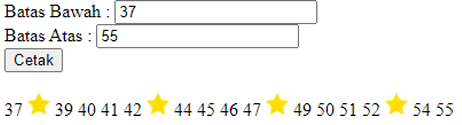 Batas Bawah : 37
Batas Atas : 55
Cetak
37 ⭐ 39 40 41 42 ⭐ 44 45 46 47 ⭐ 49 50 51 52 ⭐ 54 55